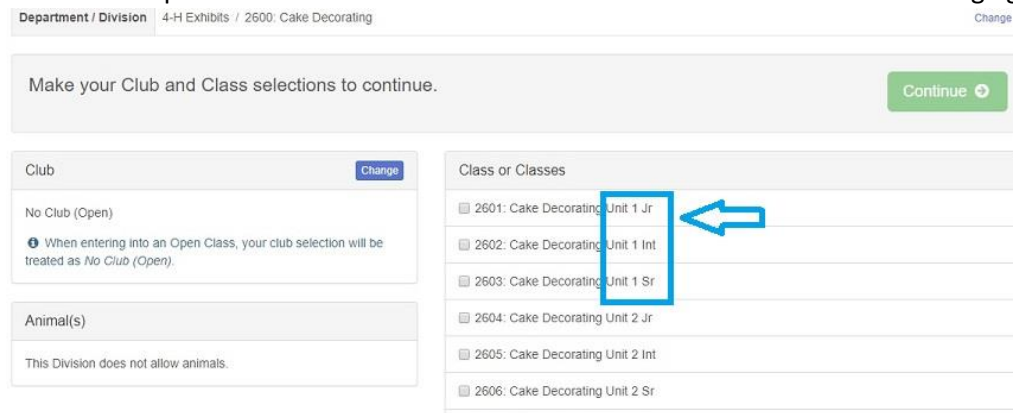 Department / Division 4-H Exhibits / 2600: Cake Decorating Change
Make your Club and Class selections to continue.
Continue
Club Change
No Club (Open)
When entering into an Open Class, your club selection will be
treated as No Club (Open).
Animal(s)
This Division does not allow animals.
Class or Classes
2601: Cake Decorating Unit 1 Jr
2602: Cake Decorating Unit 1 Int
2603: Cake Decorating Unit 1 Sr
2604: Cake Decorating Unit 2 Jr
2605: Cake Decorating Unit 2 Int
2606: Cake Decorating Unit 2 Sr